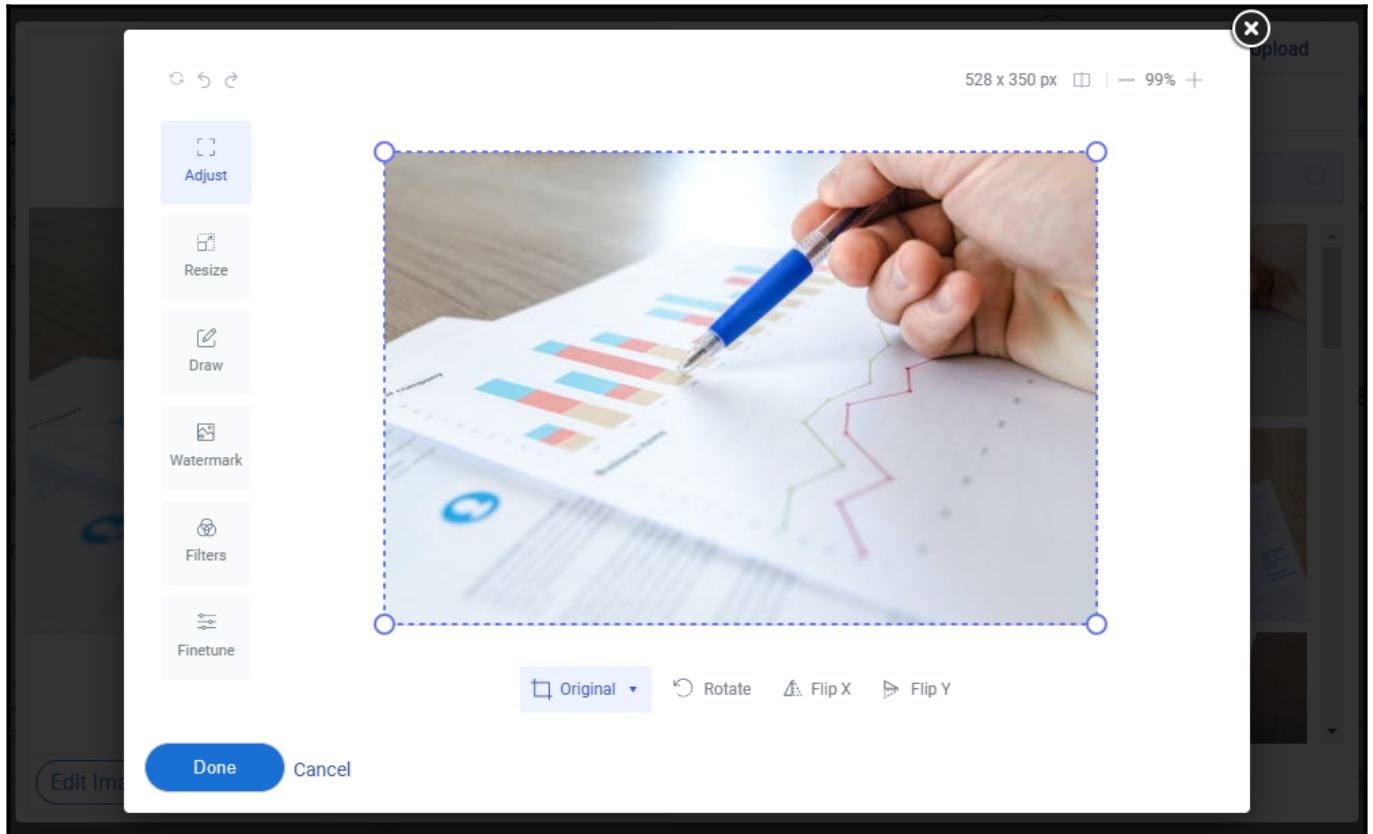 Upload
528 x 350 px
99%
Adjust
Resize
Draw
Watermark
Filters
Finetune
Original
Rotate
Flip X
Flip Y
Done
Cancel